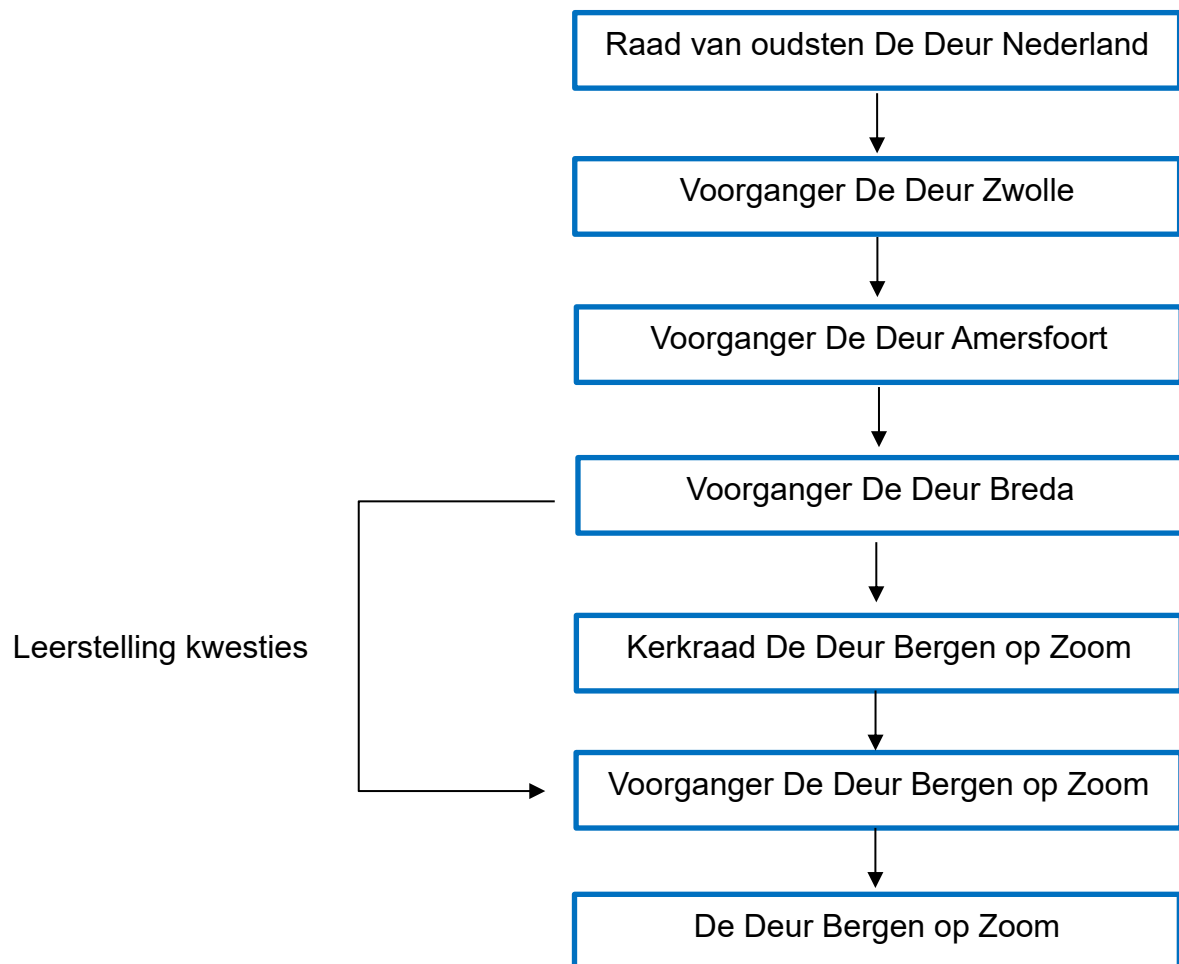 Raad van oudsten De Deur Nederland
Voorganger De Deur Zwolle
Voorganger De Deur Amersfoort
Voorganger De Deur Breda
Leerstelling kwesties
Kerkraad De Deur Bergen op Zoom
Voorganger De Deur Bergen op Zoom
De Deur Bergen op Zoom